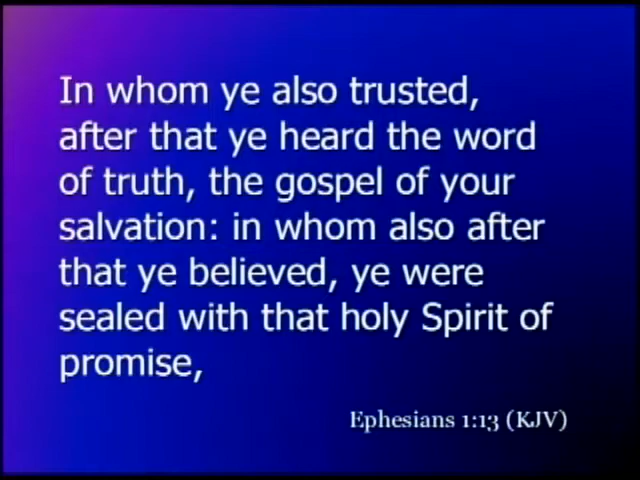 In whom ye also trusted,
after that ye heard the word
of truth, the gospel of your
salvation: in whom also after
that ye believed, ye were
sealed with that holy Spirit of
promise,
Ephesians 1:13 (KJV)